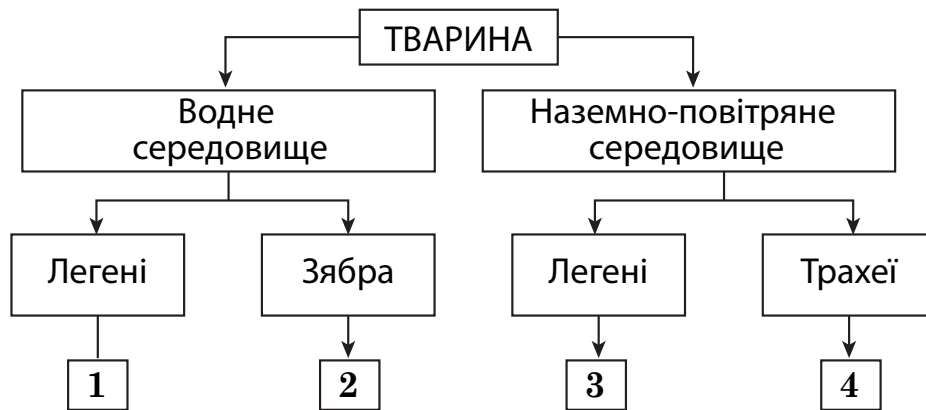 ТВАРИНА
Водне
середовище
Наземно-повітряне
середовище
Легені
Зябра
Легені
Трахеї
1
2
3
4